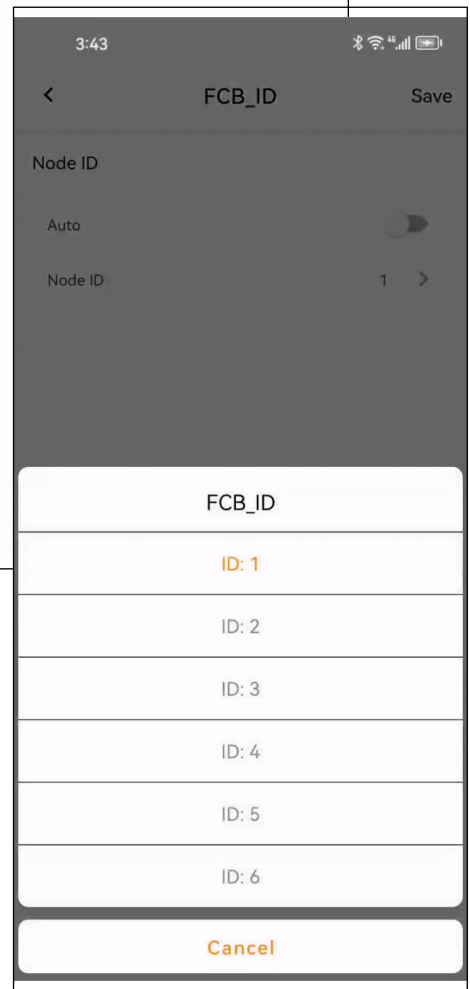 3:43 4G
FCB_ID Save
Node ID
Auto
Node ID 1
FCB_ID
ID: 1
ID: 2
ID: 3
ID: 4
ID: 5
ID: 6
Cancel